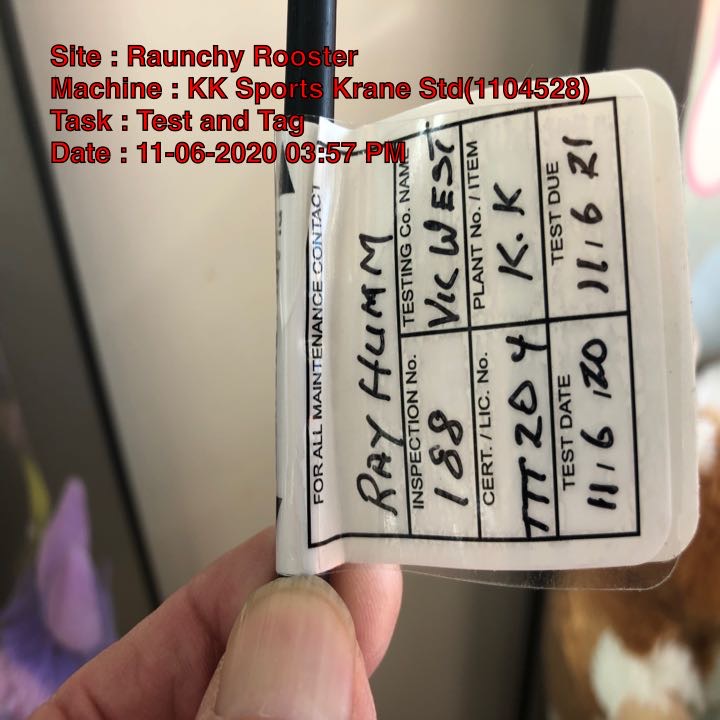 Site : Raunchy Rooster
Machine : KK Sports Krane Std(1104528)
Task : Test and Tag
Date : 11-06-2020 03:57 PM
FOR ALL MAINTENANCE CONTACT
RAY HUMM
INSPECTION No. TESTING Co. NAME
188 VIC WEST
CERT. / LIC. No. PLANT No. / ITEM
TTT204 K.K
TEST DATE TEST DUE
11.6.20 11.6 21